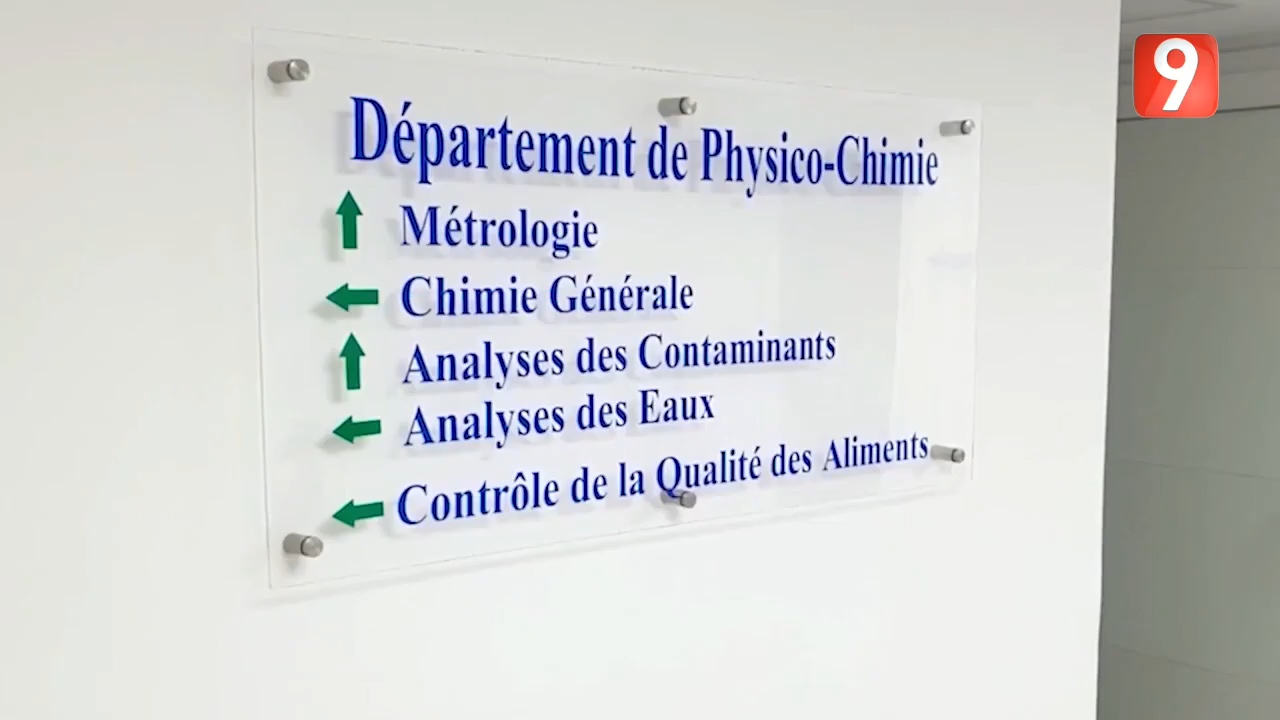 9
Département de Physico-Chimie
Métrologie
Chimie Générale
Analyses des Contaminants
Analyses des Eaux
Contrôle de la Qualité des Aliments